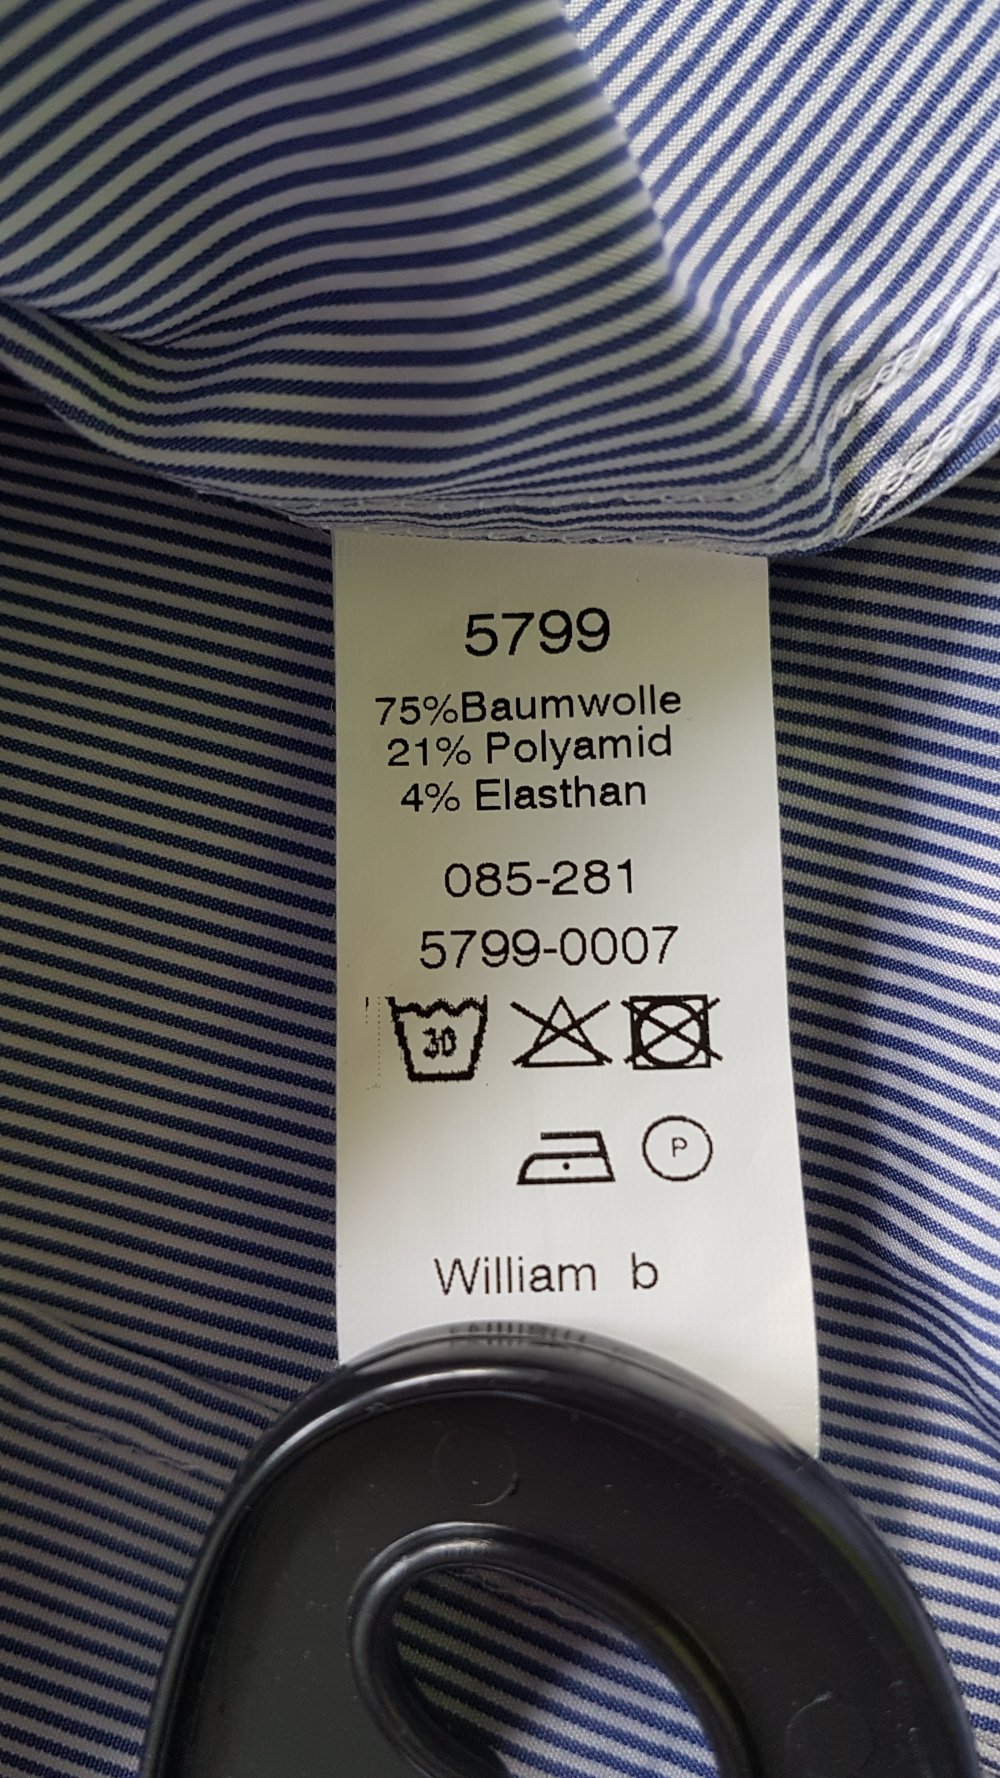 5799
75%Baumwolle
21% Polyamid
4% Elasthan
085-281
5799-0007
30
P
William b